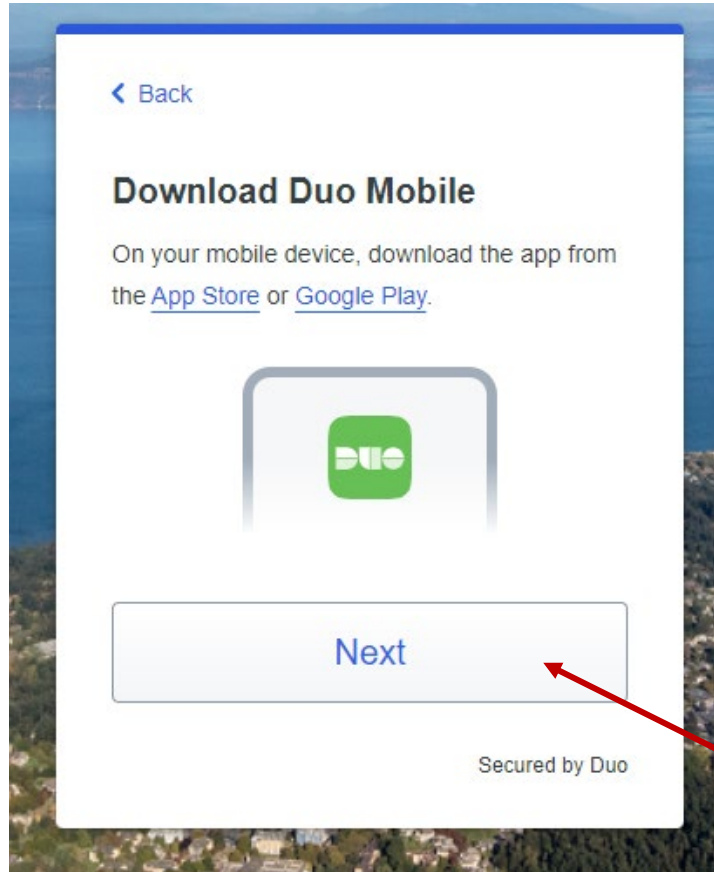 Back
Download Duo Mobile
On your mobile device, download the app from
the App Store or Google Play.
DUO
Next
Secured by Duo